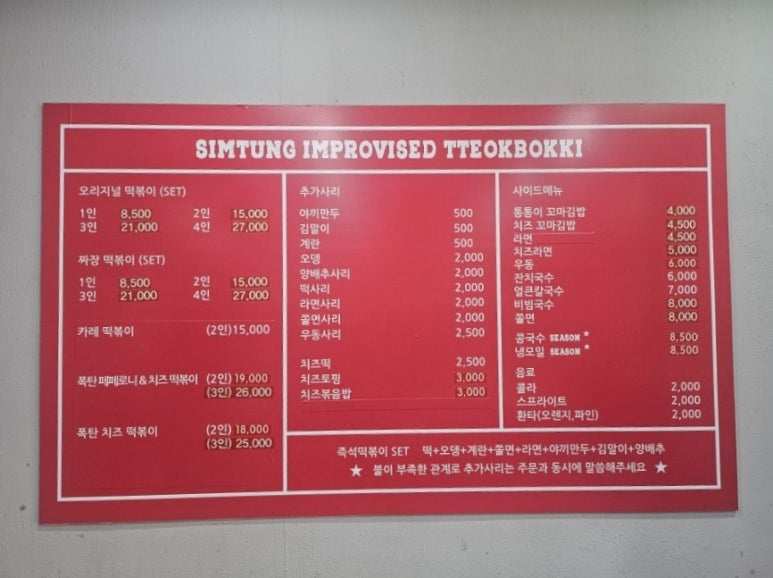 SIMTUNG IMPROVISED TTEOKBOKKI
오리지널 떡볶이 (SET)
1인 8,500 2인 15,000
3인 21,000 4인 27,000
짜장 떡볶이 (SET)
1인 8,500 2인 15,000
3인 21,000 4인 27,000
카레 떡볶이 (2인)15,000
폭탄 페페로니 & 치즈 떡볶이 (2인) 19,000
(3인) 26,000
폭탄 치즈 떡볶이 (2인) 18,000
(3인) 25,000
추가사리
야끼만두 500
김말이 500
계란 500
오뎅 2,000
양배추사리 2,000
떡사리 2,000
라면사리 2,000
쫄면사리 2,000
우동사리 2,500
치즈떡 2,500
치즈토핑 3,000
치즈볶음밥 3,000
사이드메뉴
통통이 꼬마김밥 4,000
치즈 꼬마김밥 4,500
라면 4,500
치즈라면 5,000
우동 6,000
잔치국수 6,000
얼큰칼국수 7,000
비빔국수 8,000
쫄면 8,000
콩국수 SEASON★ 8,500
냉모밀 SEASON★ 8,500
음료
콜라 2,000
스프라이트 2,000
환타(오렌지,파인) 2,000
즉석떡볶이 SET 떡+오뎅+계란+쫄면+라면+야끼만두+김말이+양배추
★ 불이 부족한 관계로 추가사리는 주문과 동시에 말씀해주세요 ★